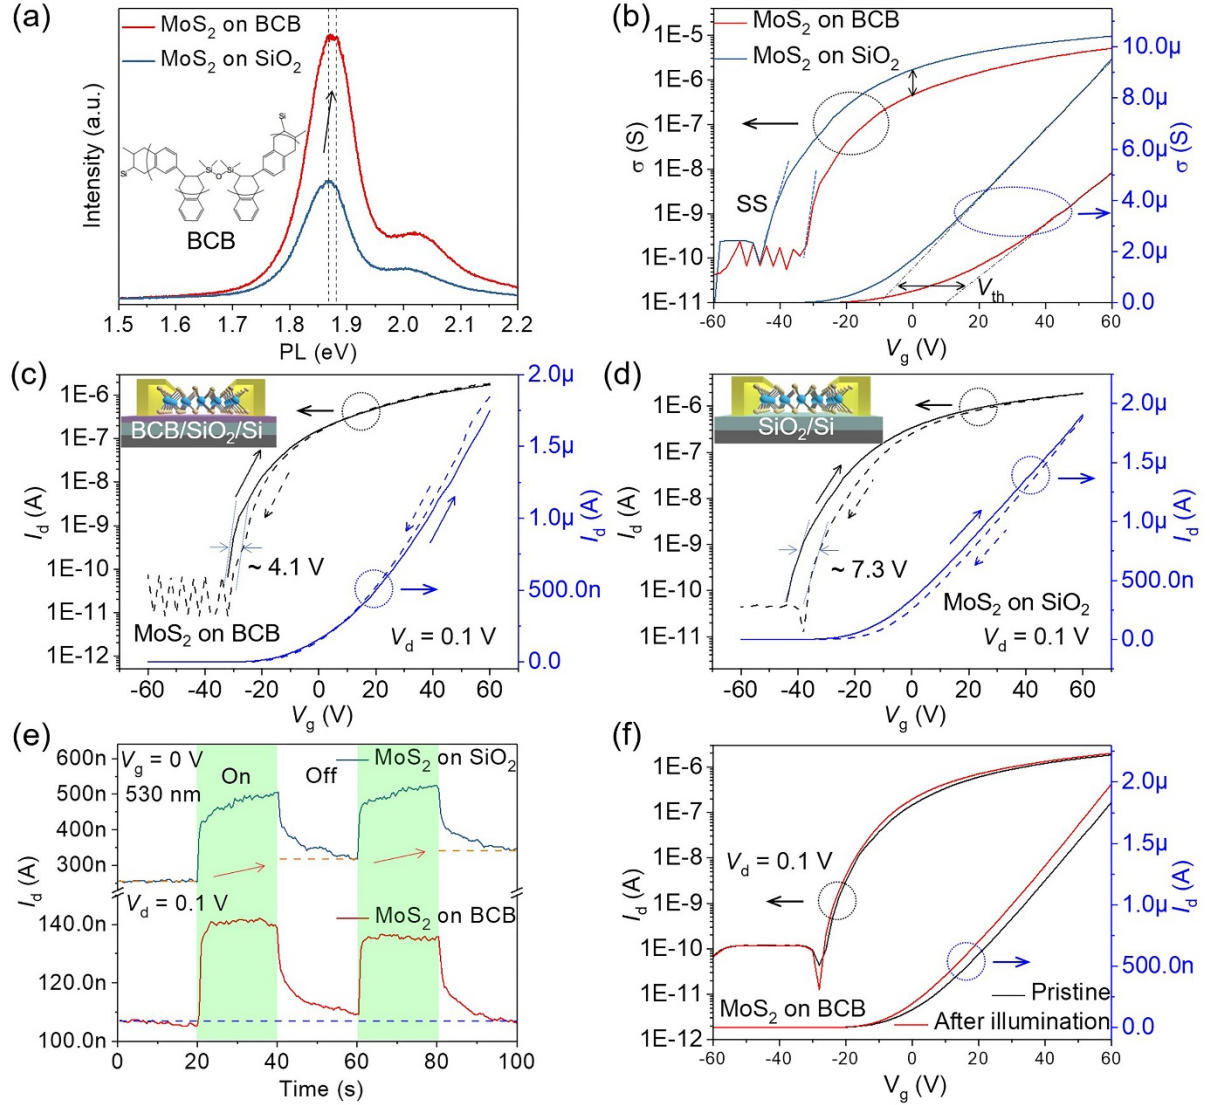 (a)
MoS2 on BCB
MoS2 on SiO2
Intensity (a.u.)
Si
Si
Si
O
Si
BCB
1.5 1.6 1.7 1.8 1.9 2.0 2.1 2.2
PL (eV)
(b)
MoS2 on BCB
MoS2 on SiO2
1E-5
1E-6
1E-7
1E-8
1E-9
1E-10
1E-11
σ (S)
SS
Vth
10.0μ
8.0μ
6.0μ
4.0μ
2.0μ
0.0
σ (S)
-60 -40 -20 0 20 40 60
Vg (V)
(c)
1E-6
1E-7
1E-8
1E-9
1E-10
1E-11
1E-12
Id (A)
BCB/SiO2/Si
~ 4.1 V
MoS2 on BCB
Vd = 0.1 V
2.0μ
1.5μ
1.0μ
500.0n
0.0
Id (A)
-60 -40 -20 0 20 40 60
Vg (V)
(d)
1E-6
1E-7
1E-8
1E-9
1E-10
1E-11
Id (A)
SiO2/Si
~ 7.3 V
MoS2 on SiO2
Vd = 0.1 V
2.0μ
1.5μ
1.0μ
500.0n
0.0
Id (A)
-60 -40 -20 0 20 40 60
Vg (V)
(e)
600n
500n
400n
300n
140.0n
120.0n
100.0n
Id (A)
Vg = 0 V
530 nm
On
Off
MoS2 on SiO2
Vd = 0.1 V
MoS2 on BCB
0 20 40 60 80 100
Time (s)
(f)
1E-6
1E-7
1E-8
1E-9
1E-10
1E-11
1E-12
Id (A)
Vd = 0.1 V
MoS2 on BCB
Pristine
After illumination
2.0μ
1.5μ
1.0μ
500.0n
0.0
Id (A)
-60 -40 -20 0 20 40 60
Vg (V)